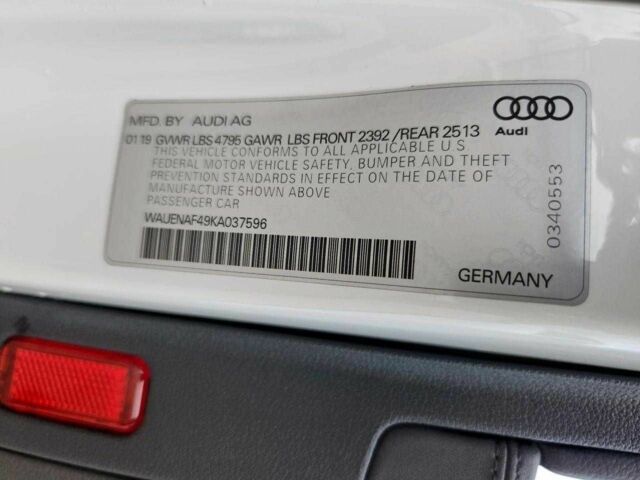 MFD. BY AUDI AG
01 19 GVWR LBS 4795 GAWR LBS FRONT 2392 /REAR 2513
THIS VEHICLE CONFORMS TO ALL APPLICABLE U S
FEDERAL MOTOR VEHICLE SAFETY, BUMPER AND THEFT
PREVENTION STANDARDS IN EFFECT ON THE DATE OF
MANUFACTURE SHOWN ABOVE
PASSENGER CAR
WAUENAF49KA037596
Audi
0340553
GERMANY